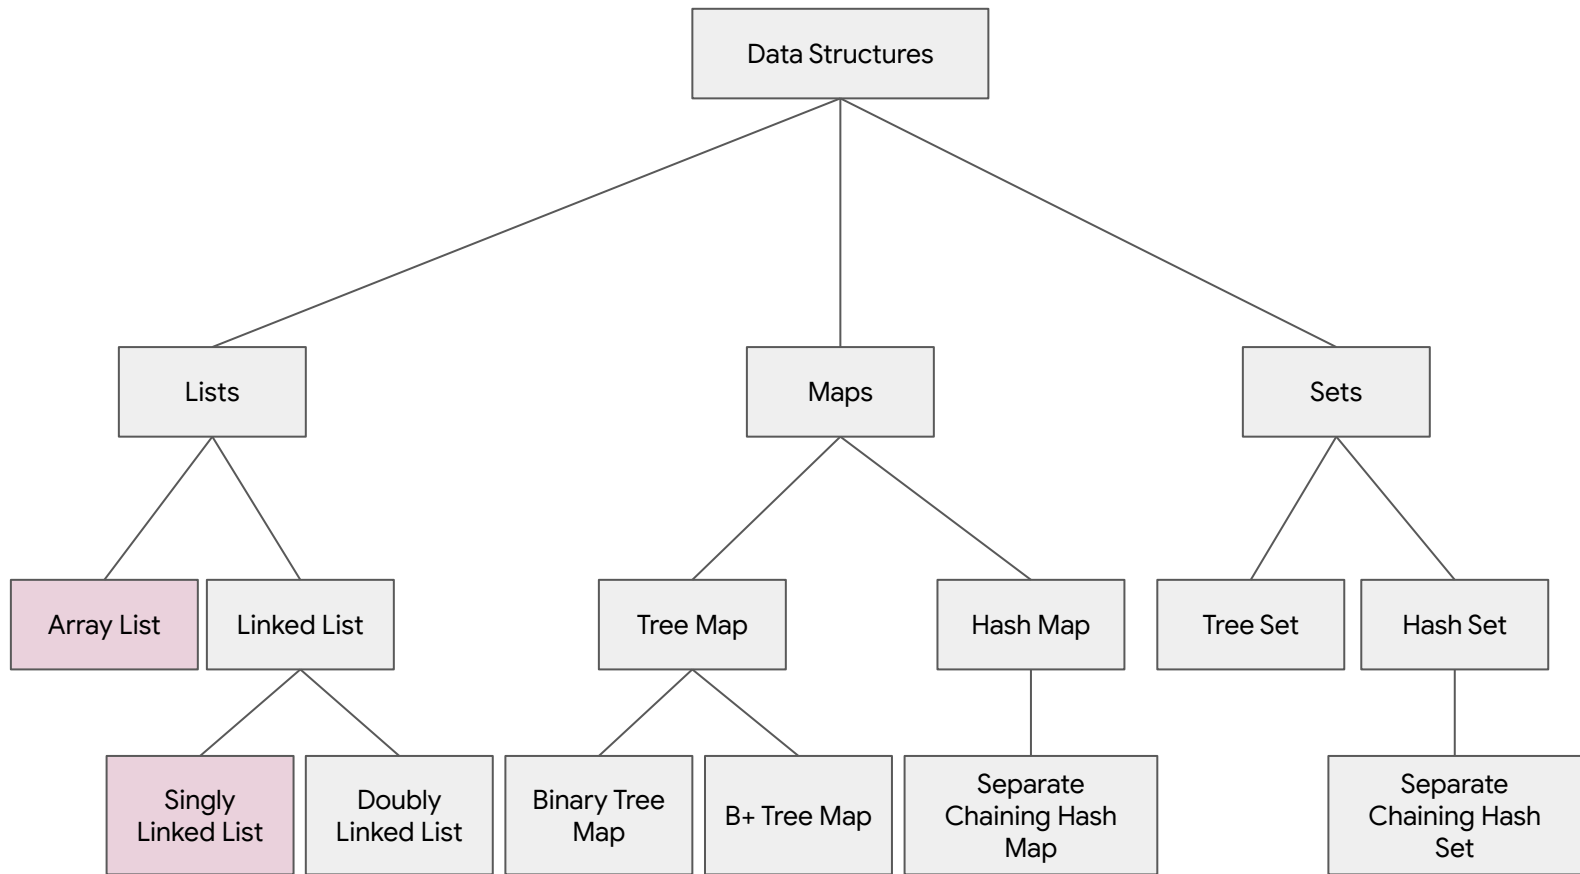 Data Structures
Lists
Maps
Sets
Array List
Linked List
Tree Map
Hash Map
Tree Set
Hash Set
Singly
Linked List
Doubly
Linked List
Binary Tree
Map
B+ Tree Map
Separate
Chaining Hash
Map
Separate
Chaining Hash
Set